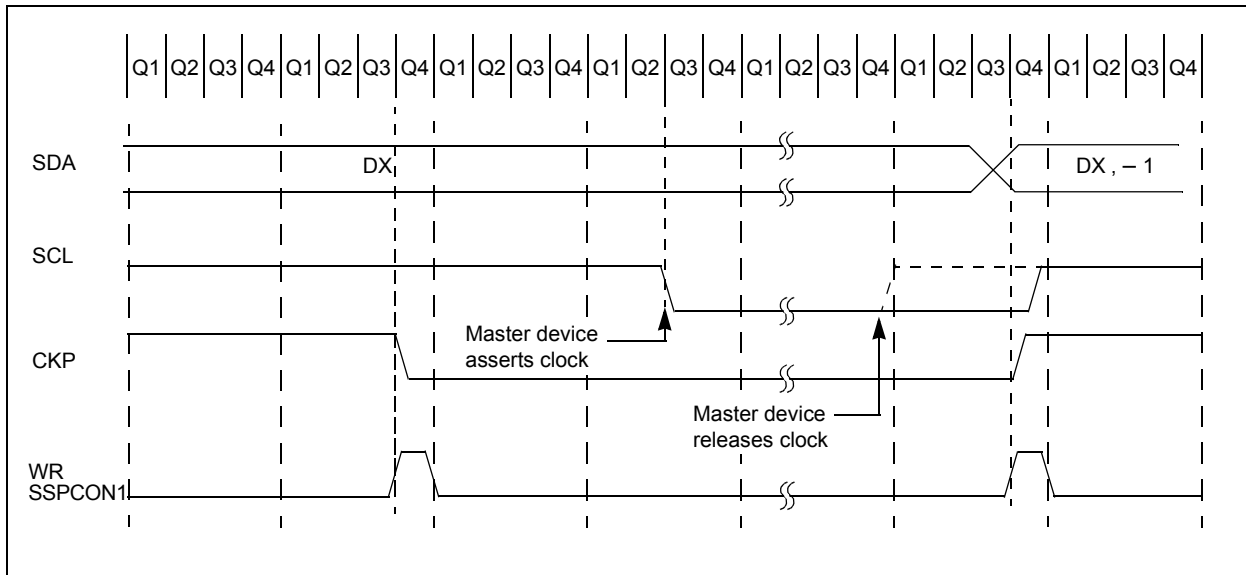 Q1 Q2 Q3 Q4 Q1 Q2 Q3 Q4 Q1 Q2 Q3 Q4 Q1 Q2 Q3 Q4 Q1 Q2 Q3 Q4 Q1 Q2 Q3 Q4 Q1 Q2 Q3 Q4
SDA
DX
DX , – 1
SCL
Master device
asserts clock
CKP
Master device
releases clock
WR
SSPCON1